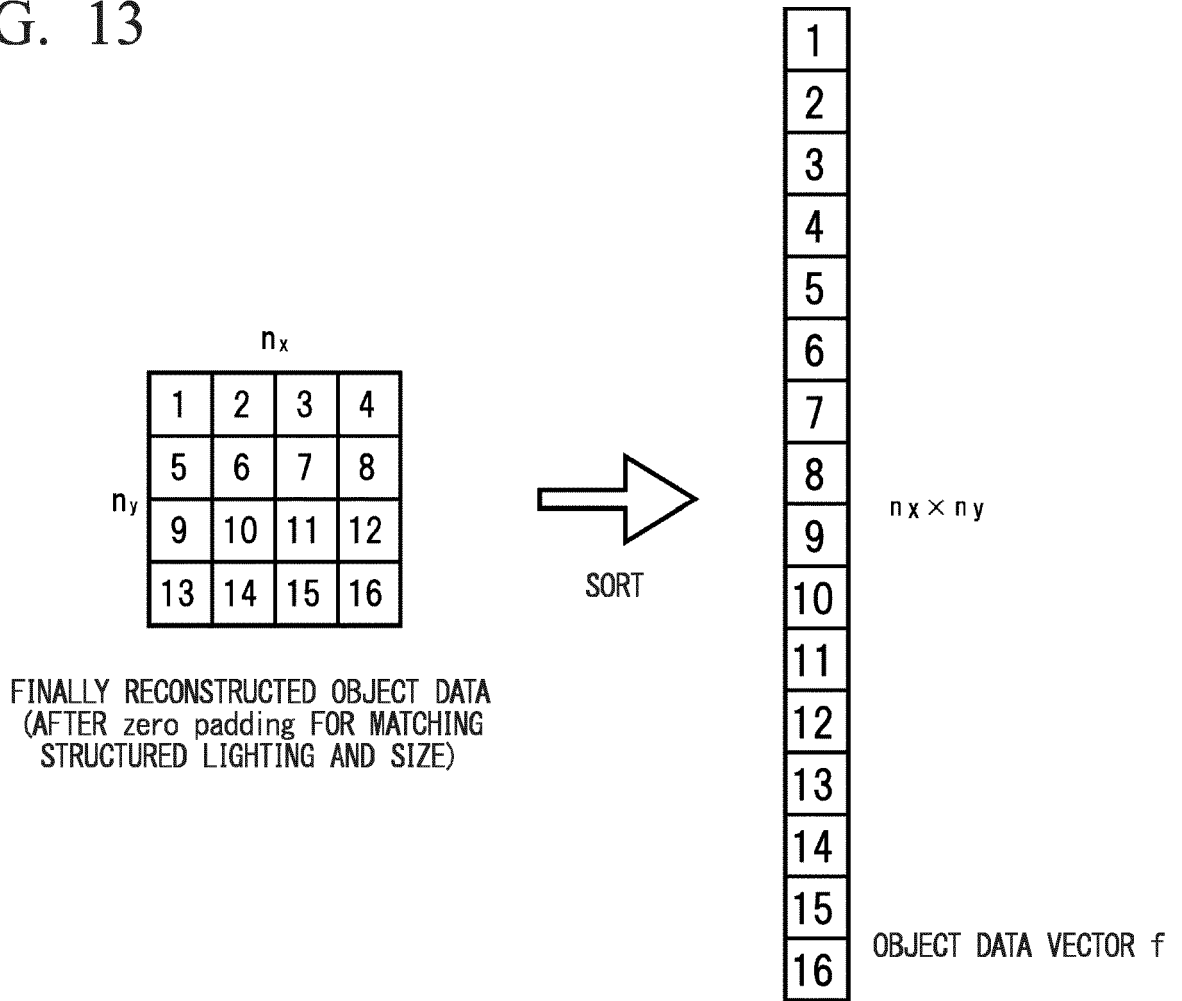 G. 13
n x
1 2 3 4
5 6 7 8
n y
9 10 11 12
13 14 15 16
FINALLY RECONSTRUCTED OBJECT DATA
(AFTER zero padding FOR MATCHING
STRUCTURED LIGHTING AND SIZE)
SORT
1
2
3
4
5
6
7
8
9
10
11
12
13
14
15
16
n x × n y
OBJECT DATA VECTOR f